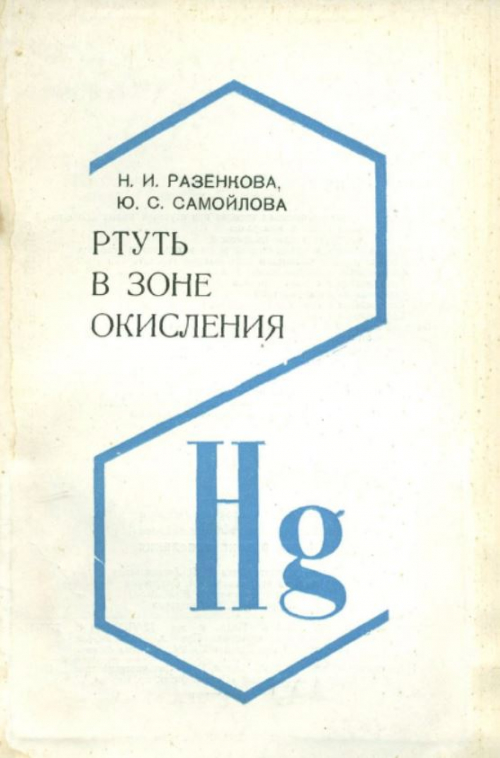 Н. И. РАЗЕНКОВА,
Ю. С. САМОЙЛОВА
РТУТЬ
В ЗОНЕ
ОКИСЛЕНИЯ
Hg